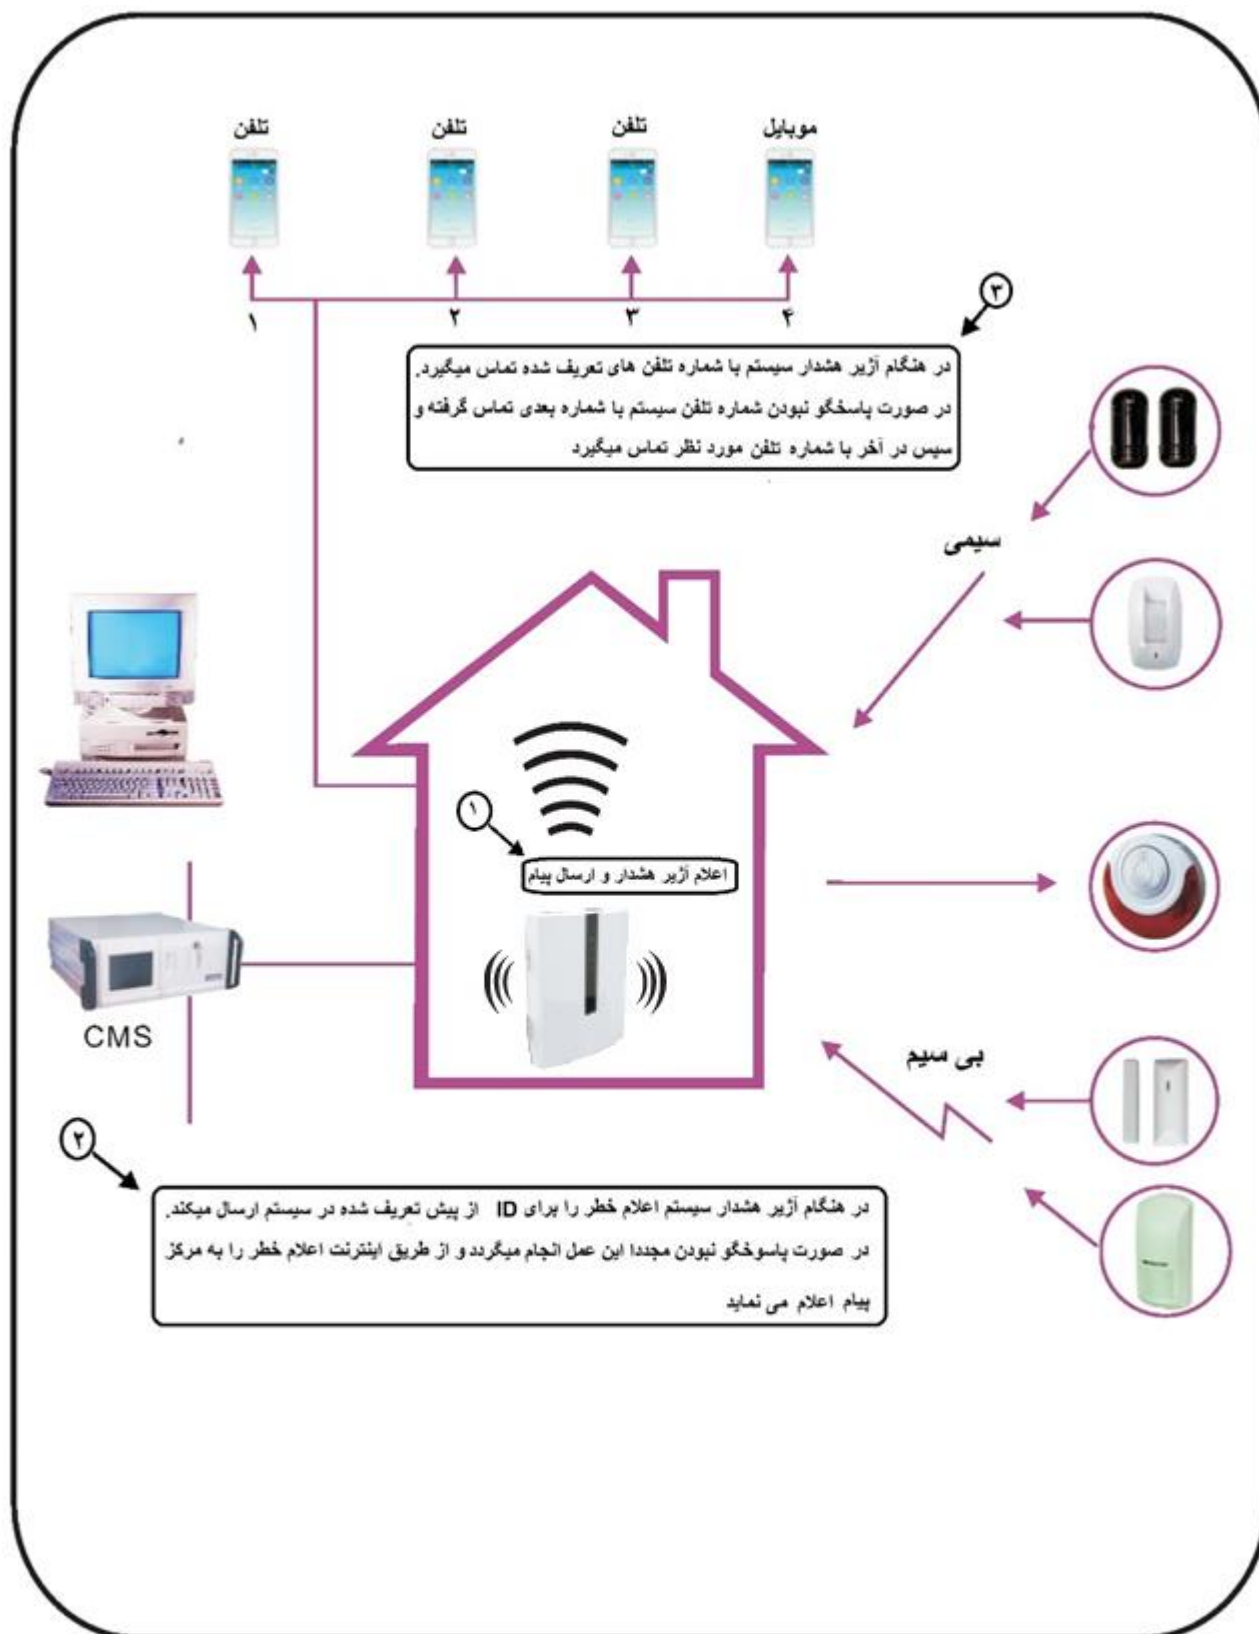 تلفن
تلفن
تلفن
موبایل
۱
۲
۳
۴
۳
در هنگام آژیر هشدار سیستم با شماره تلفن های تعریف شده تماس میگیرد.
در صورت پاسخگو نبودن شماره تلفن سیستم با شماره بعدی تماس گرفته و
سپس در آخر با شماره تلفن مورد نظر تماس میگیرد
سیمی
۱
اعلام آژیر هشدار و ارسال پیام
CMS
بی سیم
۲
در هنگام آژیر هشدار سیستم اعلام خطر را برای ID از پیش تعریف شده در سیستم ارسال میکند.
در صورت پاسوخگو نبودن مجددا این عمل انجام میگردد و از طریق اینترنت اعلام خطر را به مرکز
پیام اعلام می نماید